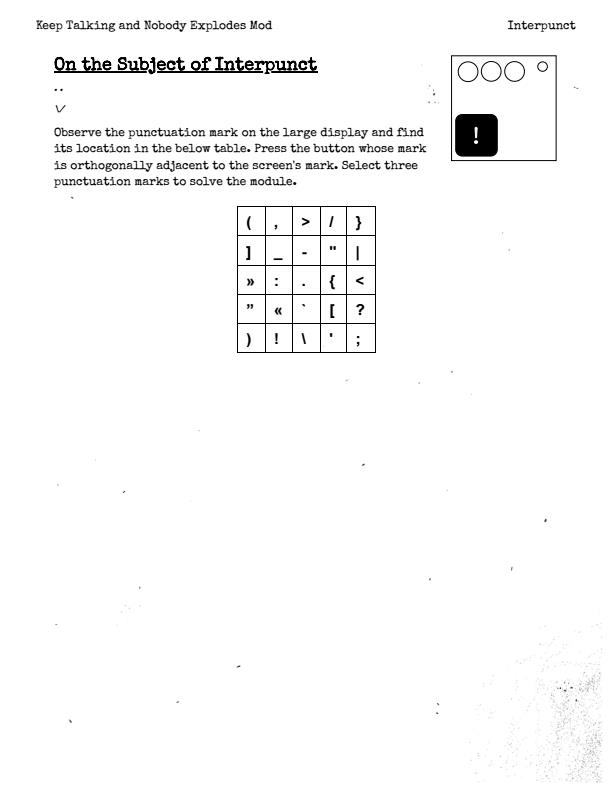 Keep Talking and Nobody Explodes Mod
Interpunct
On the Subject of Interpunct
..
\/
Observe the punctuation mark on the large display and find
its location in the below table. Press the button whose mark
is orthogonally adjacent to the screen's mark. Select three
punctuation marks to solve the module.
!
( , > / }
] _ - " |
» : . { <
” « ` [ ?
) ! \ ' ;